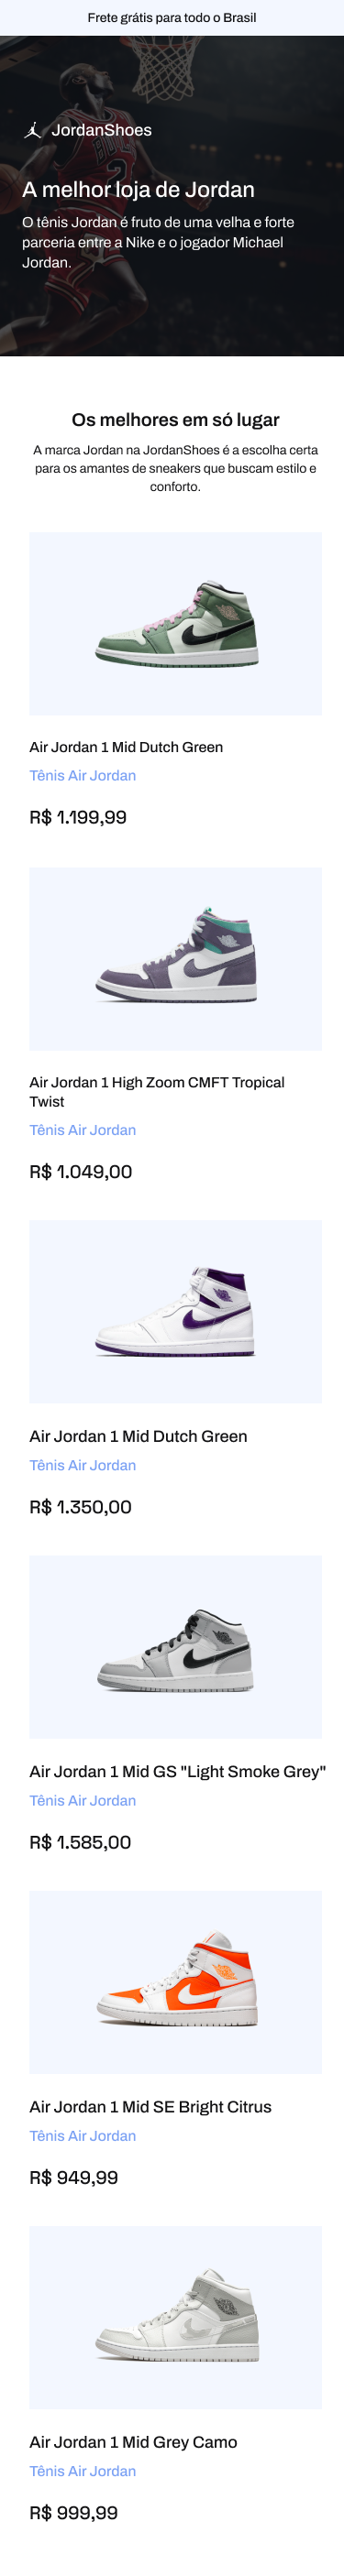 Frete grátis para todo o Brasil
JordanShoes
A melhor loja de Jordan
O tênis Jordan é fruto de uma velha e forte
parceria entre a Nike e o jogador Michael
Jordan.
Os melhores em só lugar
A marca Jordan na JordanShoes é a escolha certa
para os amantes de sneakers que buscam estilo e
conforto.
Air Jordan 1 Mid Dutch Green
Tênis Air Jordan
R$ 1.199,99
Air Jordan 1 High Zoom CMFT Tropical
Twist
Tênis Air Jordan
R$ 1.049,00
Air Jordan 1 Mid Dutch Green
Tênis Air Jordan
R$ 1.350,00
Air Jordan 1 Mid GS "Light Smoke Grey"
Tênis Air Jordan
R$ 1.585,00
Air Jordan 1 Mid SE Bright Citrus
Tênis Air Jordan
R$ 949,99
Air Jordan 1 Mid Grey Camo
Tênis Air Jordan
R$ 999,99